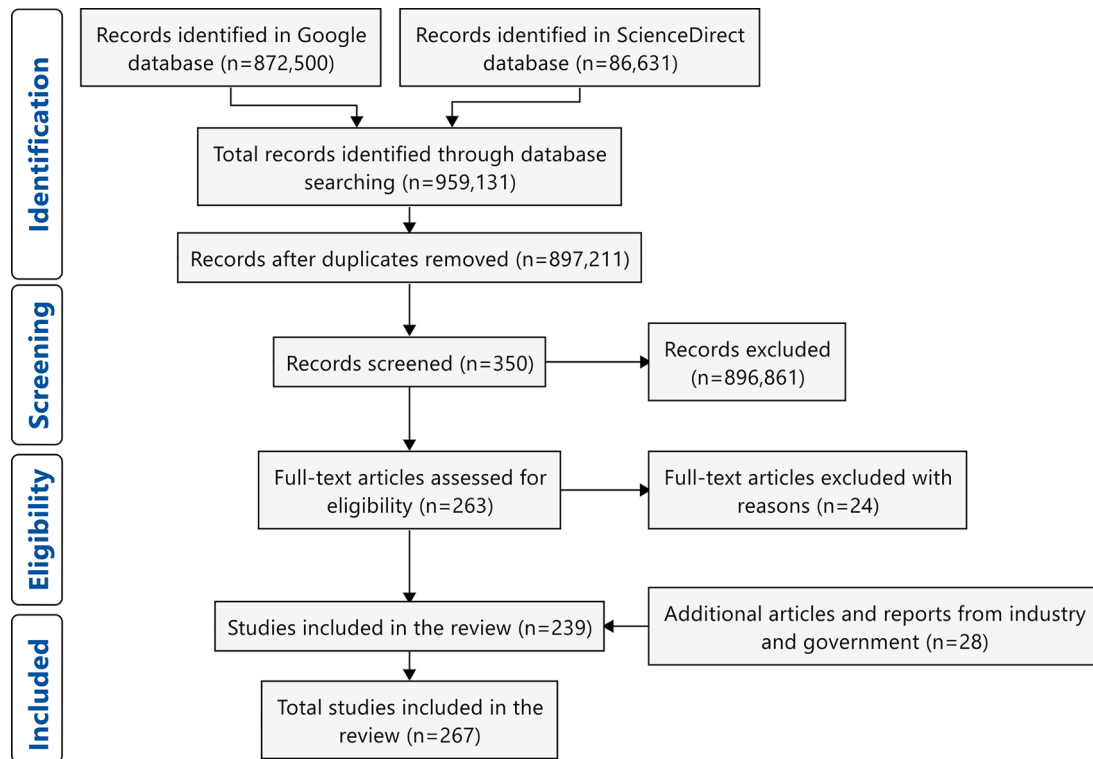 Identification
Records identified in Google
database (n=872,500)
Records identified in ScienceDirect
database (n=86,631)
Total records identified through database
searching (n=959,131)
Records after duplicates removed (n=897,211)
Screening
Records screened (n=350)
Records excluded
(n=896,861)
Eligibility
Full-text articles assessed for
eligibility (n=263)
Full-text articles excluded with
reasons (n=24)
Included
Studies included in the review (n=239)
Additional articles and reports from industry
and government (n=28)
Total studies included in the
review (n=267)